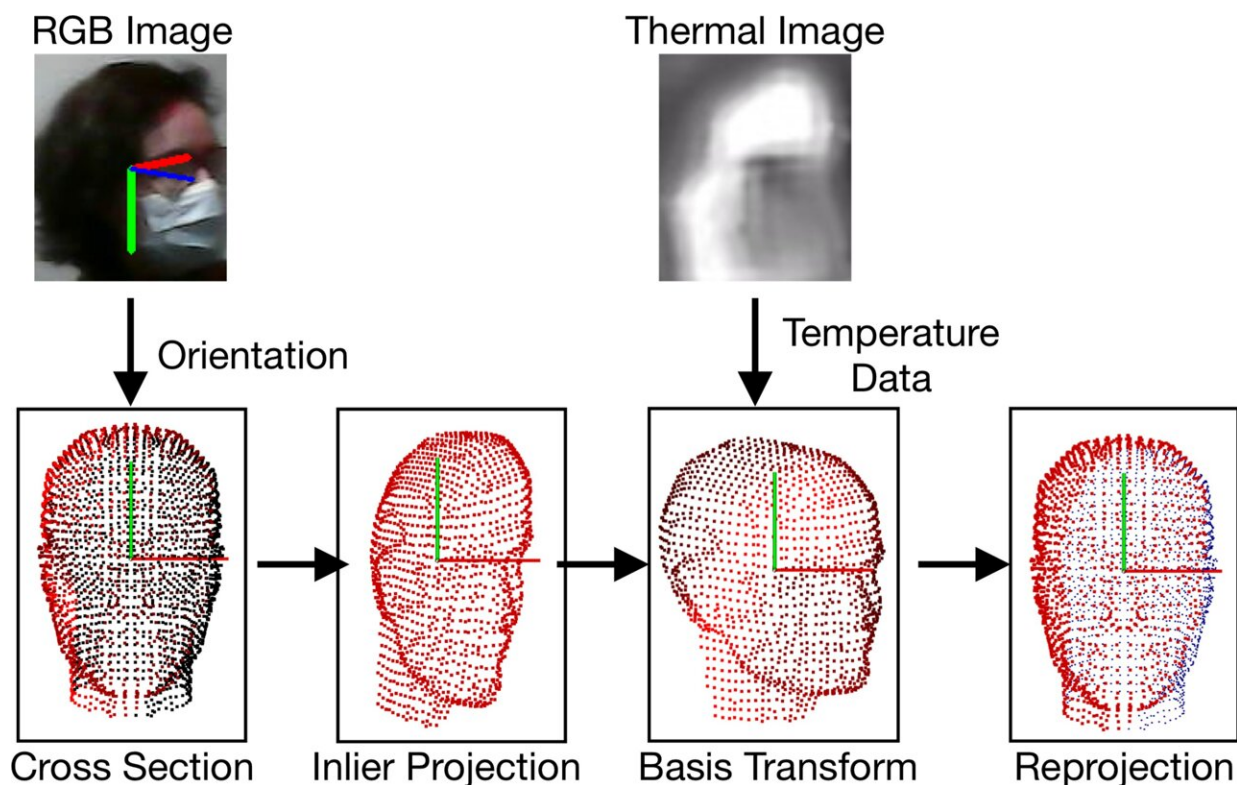 RGB Image
Thermal Image
Orientation
Temperature
Data
Cross Section
Inlier Projection
Basis Transform
Reprojection